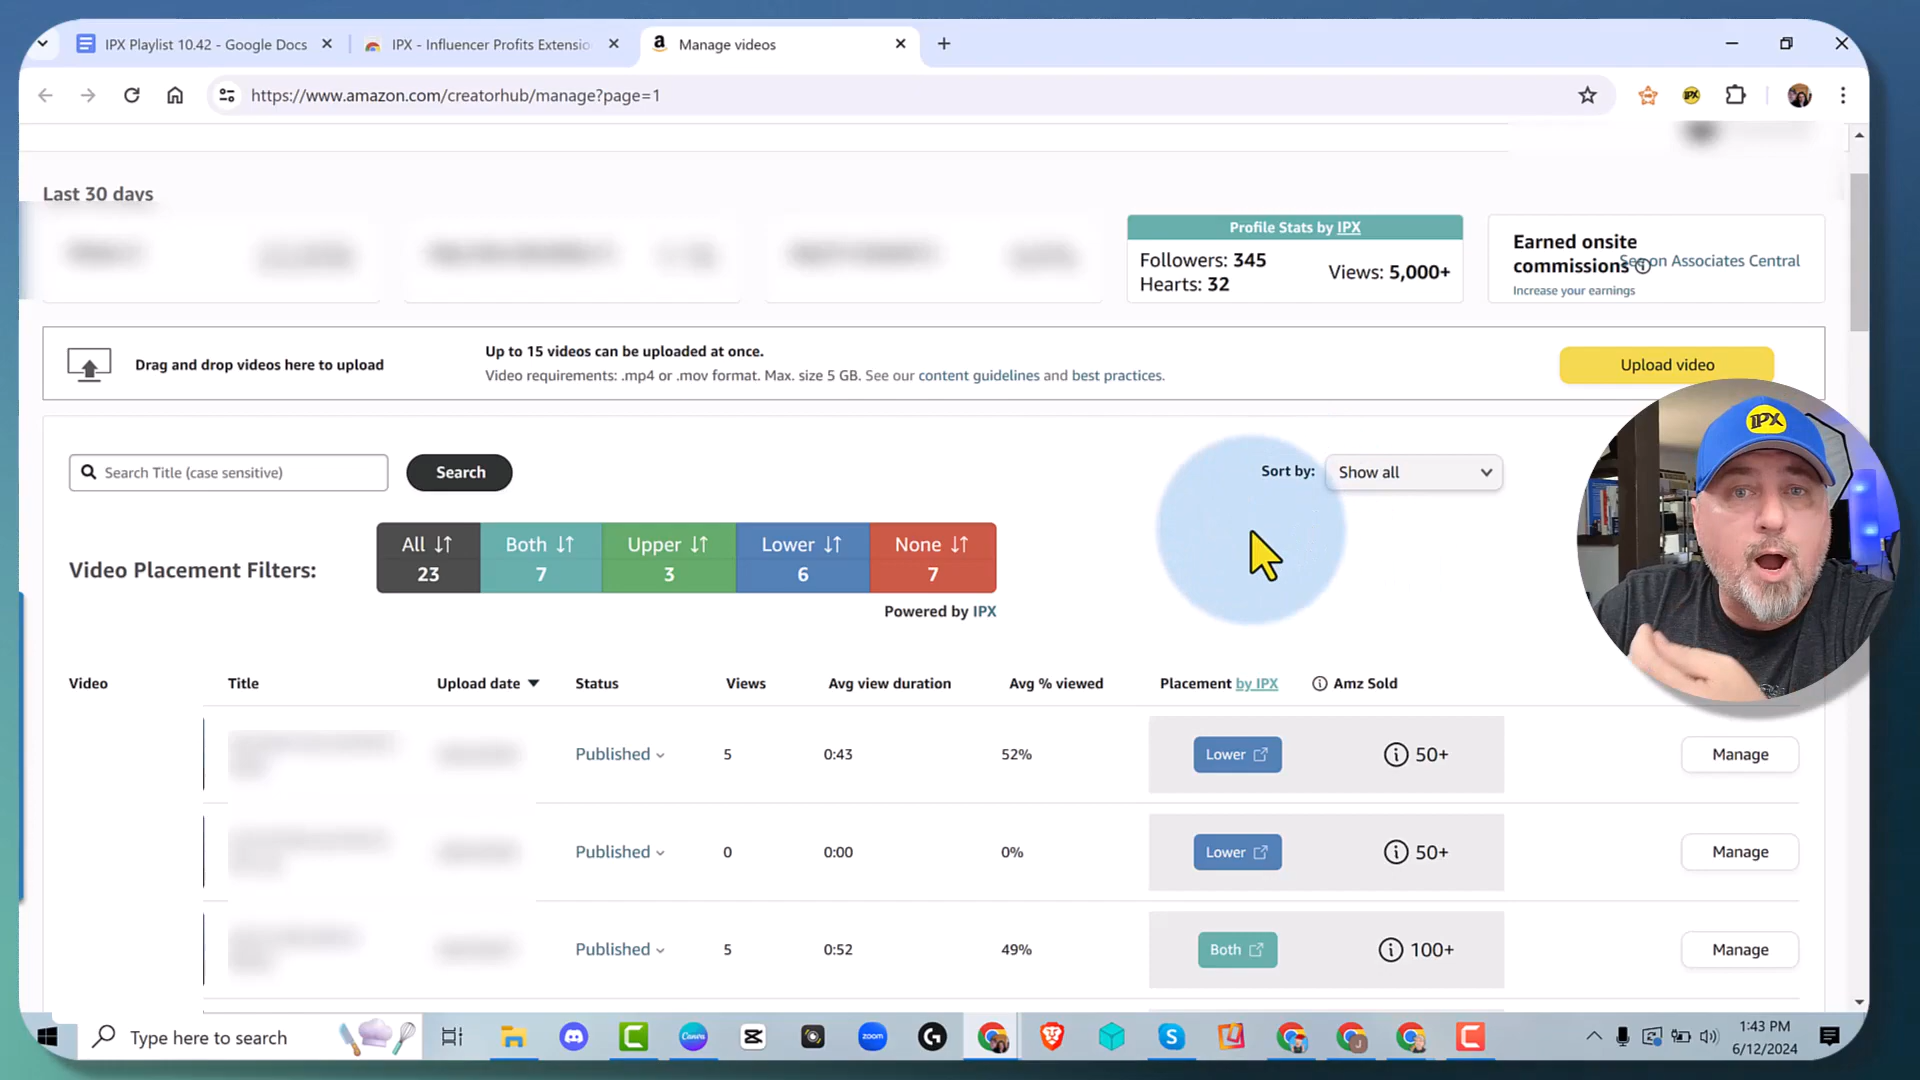 IPX Playlist 10.42 - Google Docs
IPX - Influencer Profits Extensio
Manage videos
https://www.amazon.com/creatorhub/manage?page=1
Last 30 days
Profile Stats by IPX
Followers: 345
Hearts: 32
Views: 5,000+
Earned onsite
commissions
See on Associates Central
Increase your earnings
Drag and drop videos here to upload
Up to 15 videos can be uploaded at once.
Video requirements: .mp4 or .mov format. Max. size 5 GB. See our content guidelines and best practices.
Upload video
IPX
Search Title (case sensitive)
Search
Sort by:
Show all
Video Placement Filters:
All 23
Both 7
Upper 3
Lower 6
None 7
Powered by IPX
Video Title Upload date Status Views Avg view duration Avg % viewed Placement by IPX Amz Sold
Published 5 0:43 52% Lower 50+ Manage
Published 0 0:00 0% Lower 50+ Manage
Published 5 0:52 49% Both 100+ Manage
Type here to search
Canva
zoom
1:43 PM
6/12/2024